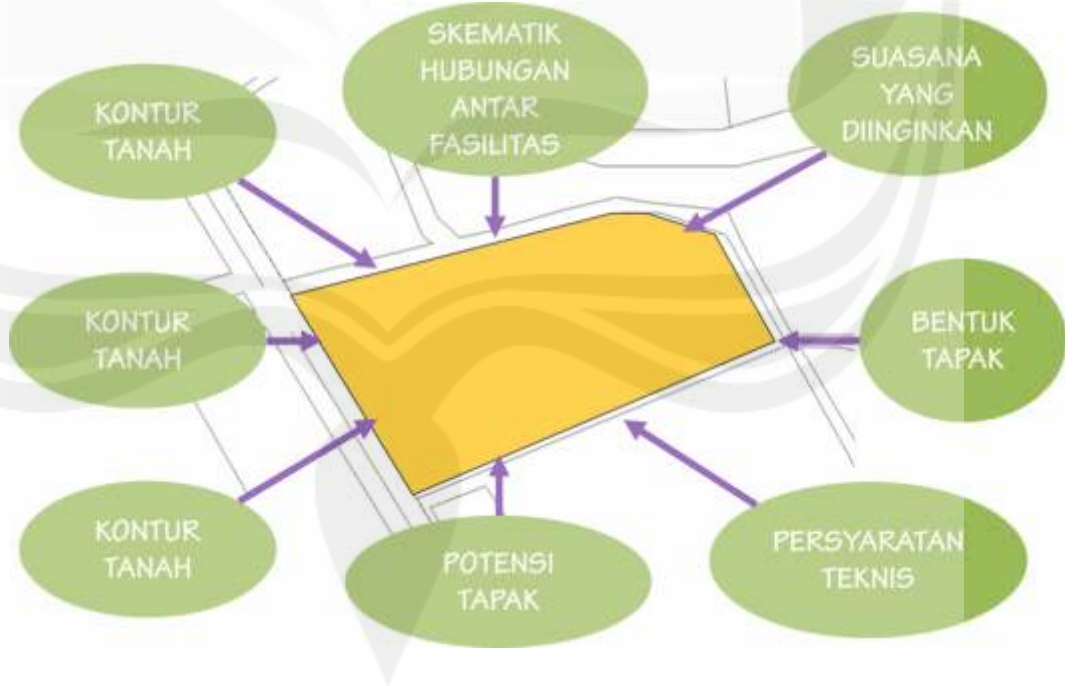 SKEMATIK
HUBUNGAN
ANTAR
FASILITAS
SUASANA
YANG
DIINGINKAN
KONTUR
TANAH
KONTUR
TANAH
BENTUK
TAPAK
KONTUR
TANAH
POTENSI
TAPAK
PERSYARATAN
TEKNIS